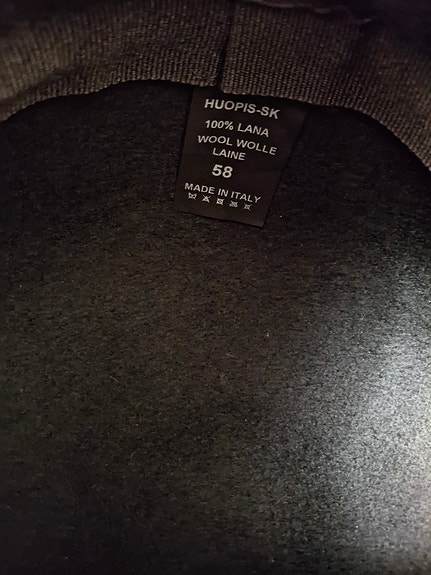 HUOPIS-SK
100% LANA
WOOL WOLLE
LAINE
58
MADE IN ITALY